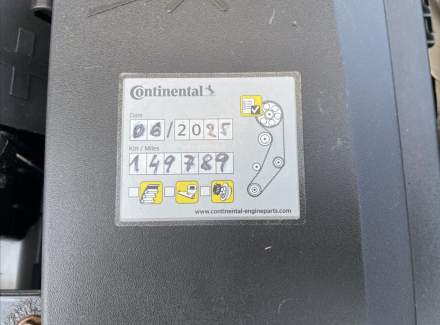 Continental
Date
06/2025
Km / Miles
149789
www.continental-engineparts.com